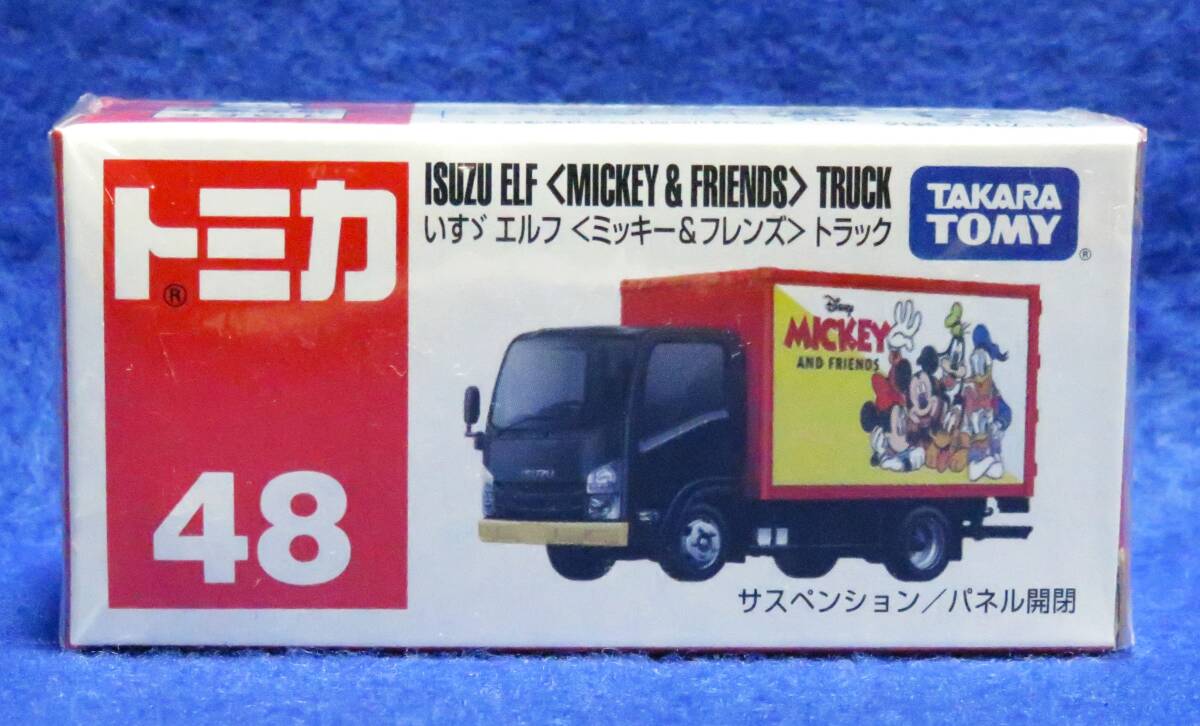 トミカ
®
48
ISUZU ELF <MICKEY & FRIENDS> TRUCK
いすゞ エルフ <ミッキー&フレンズ> トラック
TAKARA
TOMY
®
Disney
MICKEY
AND FRIENDS
ISUZU
サスペンション/パネル開閉